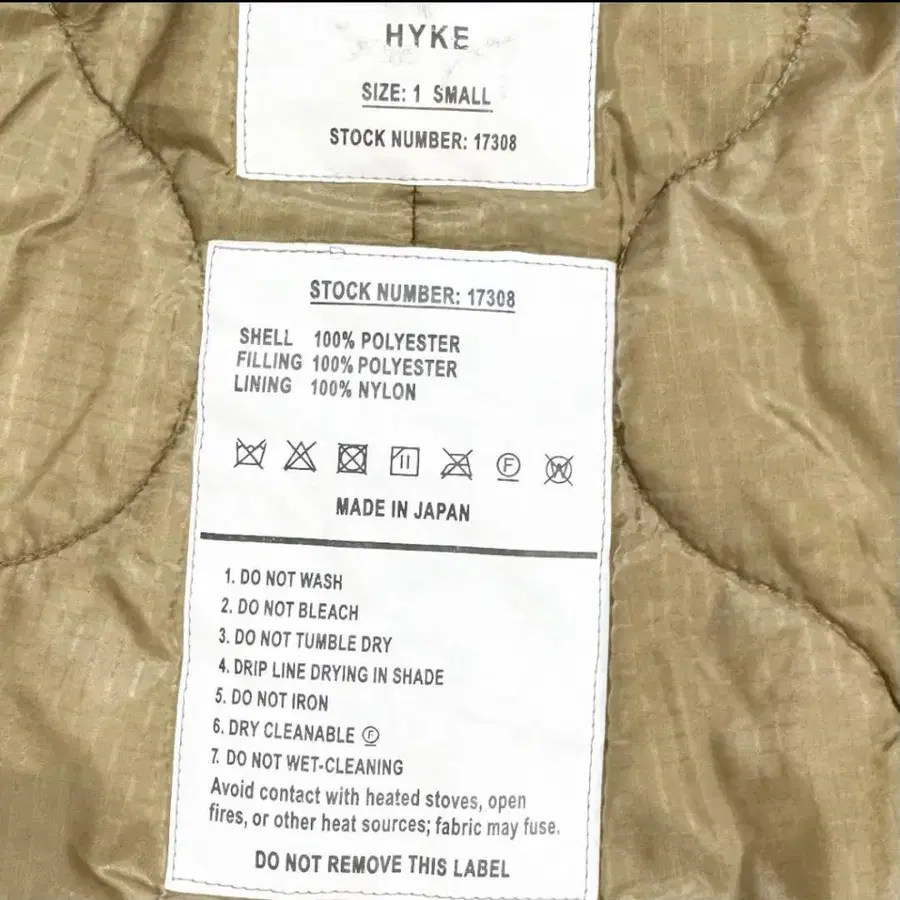 HYKE
SIZE: 1 SMALL
STOCK NUMBER: 17308
STOCK NUMBER: 17308
SHELL 100% POLYESTER
FILLING 100% POLYESTER
LINING 100% NYLON
F W
MADE IN JAPAN
1. DO NOT WASH
2. DO NOT BLEACH
3. DO NOT TUMBLE DRY
4. DRIP LINE DRYING IN SHADE
5. DO NOT IRON
6. DRY CLEANABLE Ⓕ
7. DO NOT WET-CLEANING
Avoid contact with heated stoves, open
fires, or other heat sources; fabric may fuse.
DO NOT REMOVE THIS LABEL